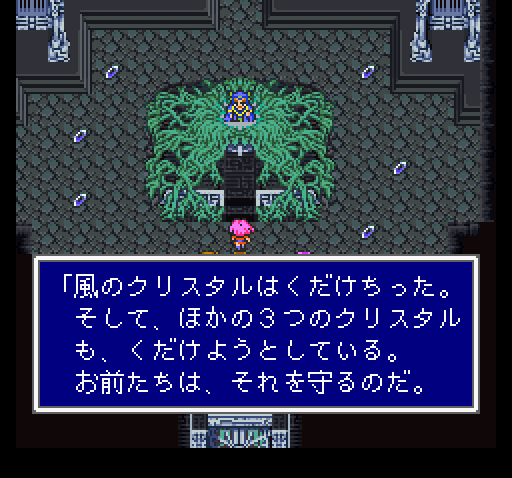 「風のクリスタルはくだけちった。
そして、ほかの３つのクリスタル
も、くだけようとしている。
お前たちは、それを守るのだ。